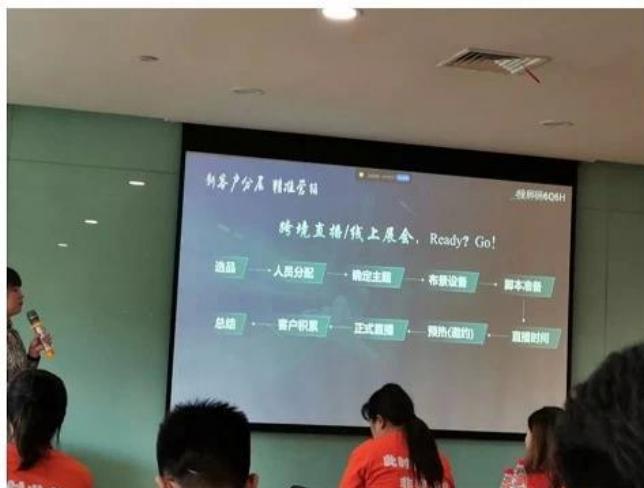 新客户分层 精准营销
跨境直播/线上展会，Ready? Go!
选品
人员分配
确定主题
布景设备
脚本准备
直播时间
预热(邀约)
正式直播
客户积累
总结